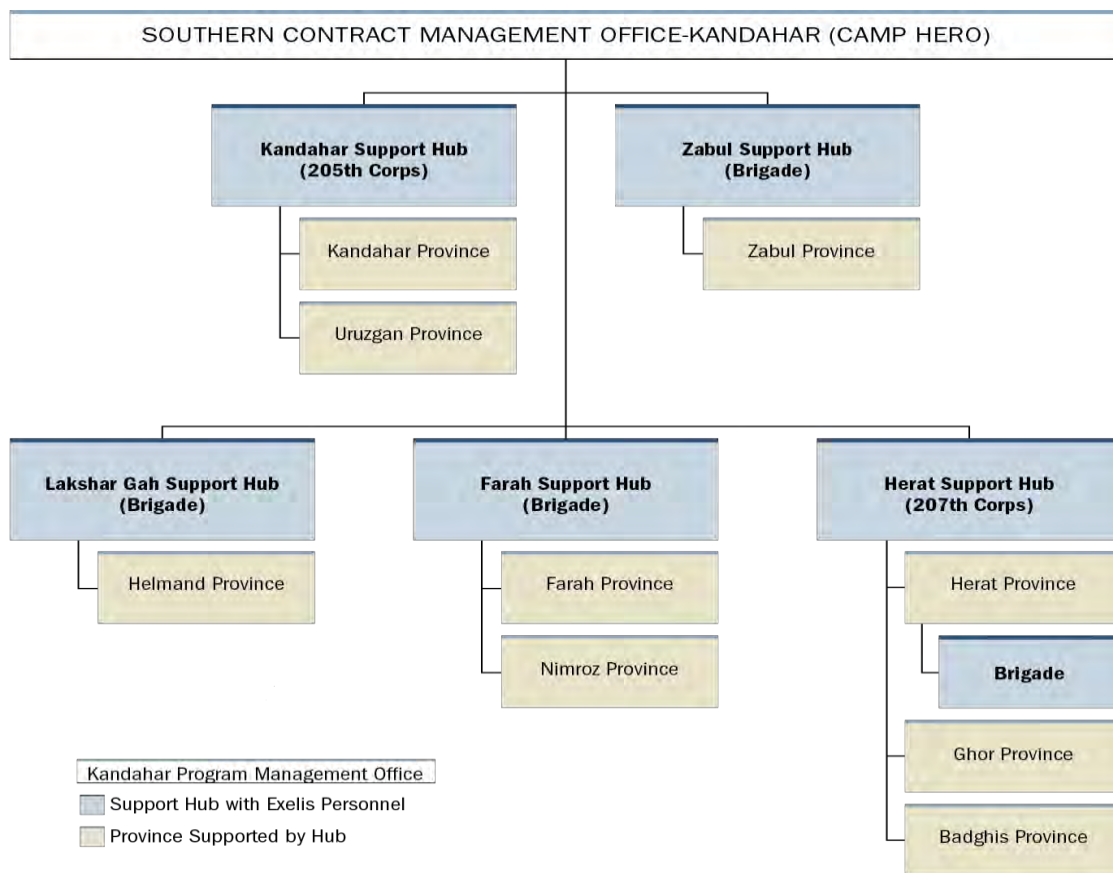 SOUTHERN CONTRACT MANAGEMENT OFFICE-KANDAHAR (CAMP HERO)
Kandahar Support Hub
(205th Corps)
Kandahar Province
Uruzgan Province
Zabul Support Hub
(Brigade)
Zabul Province
Lakshar Gah Support Hub
(Brigade)
Helmand Province
Farah Support Hub
(Brigade)
Farah Province
Nimroz Province
Herat Support Hub
(207th Corps)
Herat Province
Brigade
Ghor Province
Badghis Province
Kandahar Program Management Office
Support Hub with Exelis Personnel
Province Supported by Hub